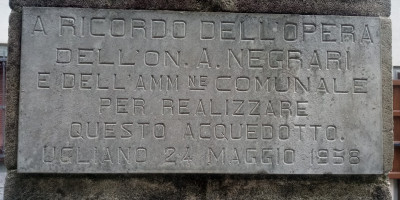 A RICORDO DELL'OPERA
DELL'ON. A. NEGRARI
E DELL'AMM NE COMUNALE
PER REALIZZARE
QUESTO ACQUEDOTTO.
UGLIANO 24 MAGGIO 1958